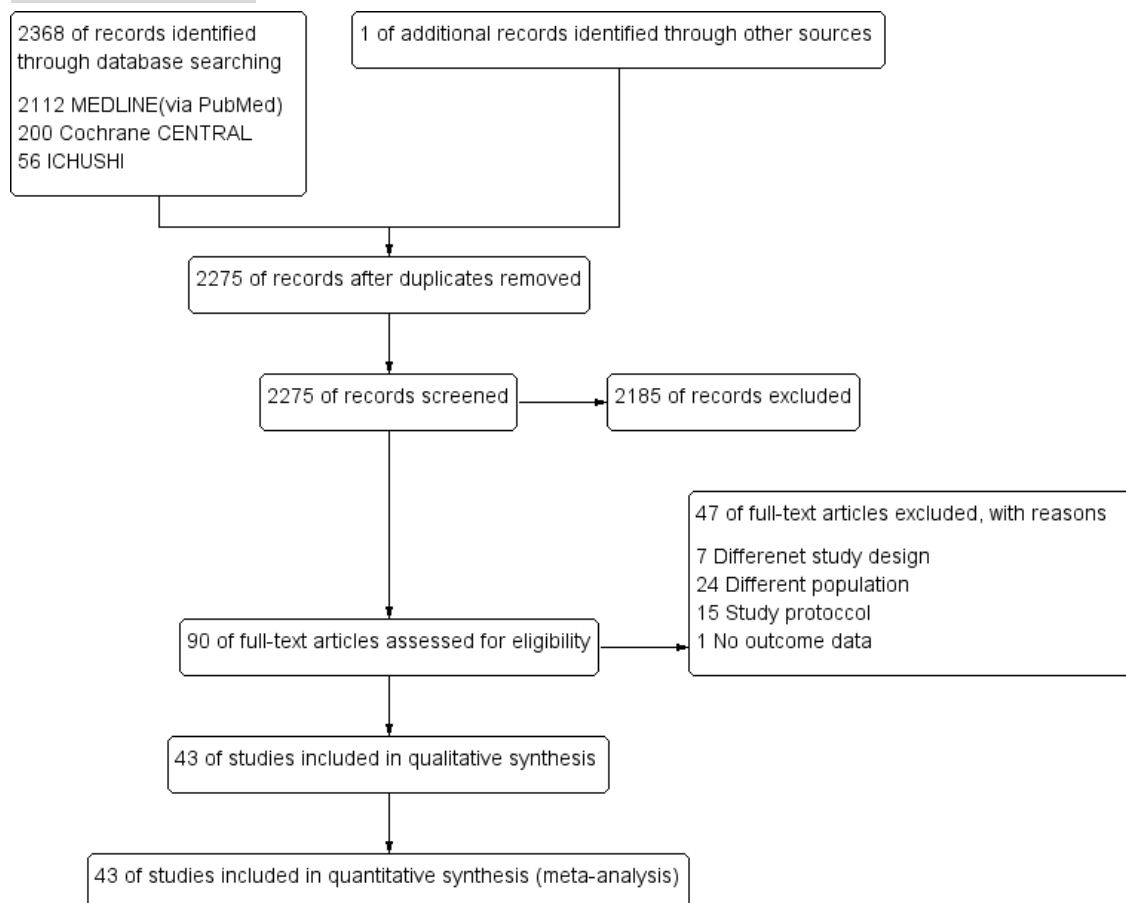 2368 of records identified
through database searching
2112 MEDLINE(via PubMed)
200 Cochrane CENTRAL
56 ICHUSHI
1 of additional records identified through other sources
2275 of records after duplicates removed
2275 of records screened
2185 of records excluded
47 of full-text articles excluded, with reasons
7 Differenet study design
24 Different population
15 Study protoccol
1 No outcome data
90 of full-text articles assessed for eligibility
43 of studies included in qualitative synthesis
43 of studies included in quantitative synthesis (meta-analysis)